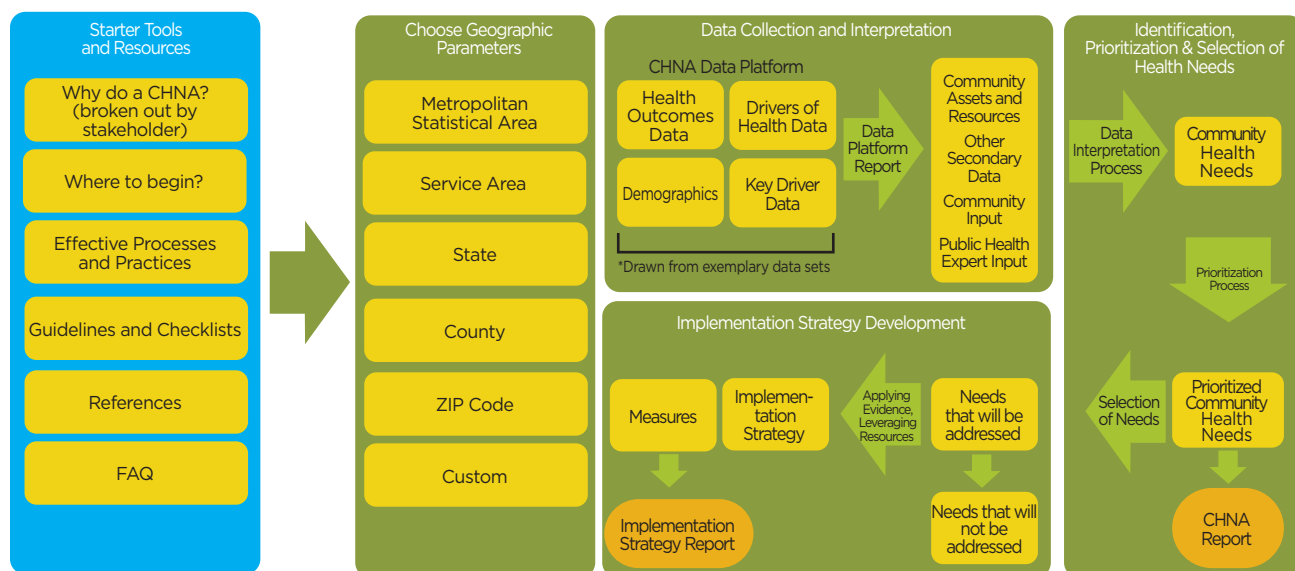 Starter Tools
and Resources
Why do a CHNA?
(broken out by
stakeholder)
Where to begin?
Effective Processes
and Practices
Guidelines and Checklists
References
FAQ
Choose Geographic
Parameters
Metropolitan
Statistical Area
Service Area
State
County
ZIP Code
Custom
Data Collection and Interpretation
CHNA Data Platform
Health
Outcomes
Data
Drivers of
Health Data
Demographics
Key Driver
Data
*Drawn from exemplary data sets
Data
Platform
Report
Community
Assets and
Resources
Other
Secondary
Data
Community
Input
Public Health
Expert Input
Identification,
Prioritization & Selection of
Health Needs
Data
Interpretation
Process
Community
Health
Needs
Prioritization
Process
Prioritized
Community
Health
Needs
Selection
of Needs
CHNA
Report
Implementation Strategy Development
Needs
that will be
addressed
Needs that will
not be
addressed
Applying
Evidence,
Leveraging
Resources
Implemen-
tation
Strategy
Measures
Implementation
Strategy Report